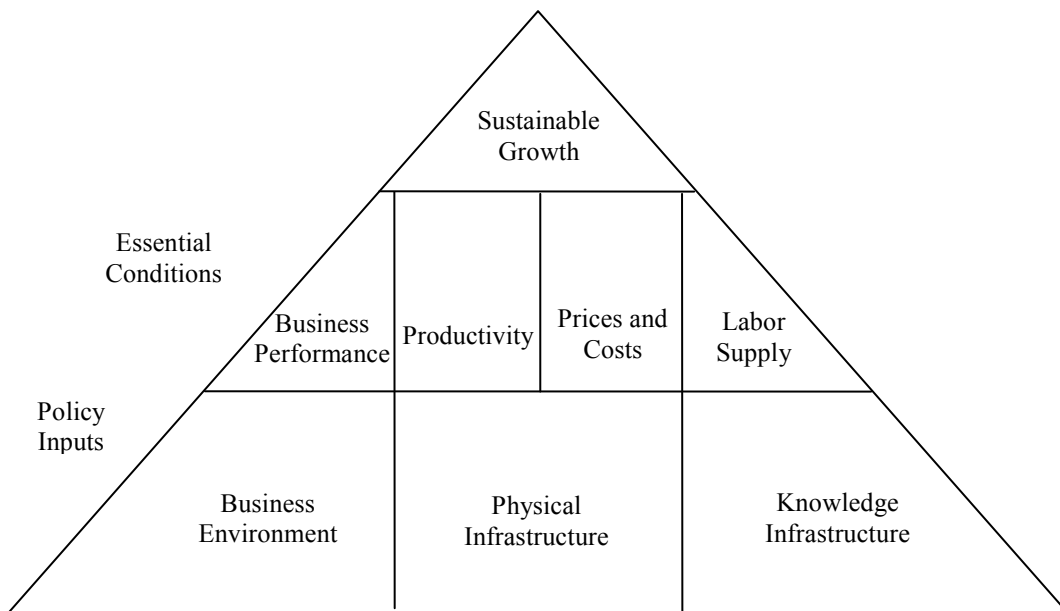 Sustainable
Growth
Essential
Conditions
Business
Performance
Productivity
Prices and
Costs
Labor
Supply
Policy
Inputs
Business
Environment
Physical
Infrastructure
Knowledge
Infrastructure